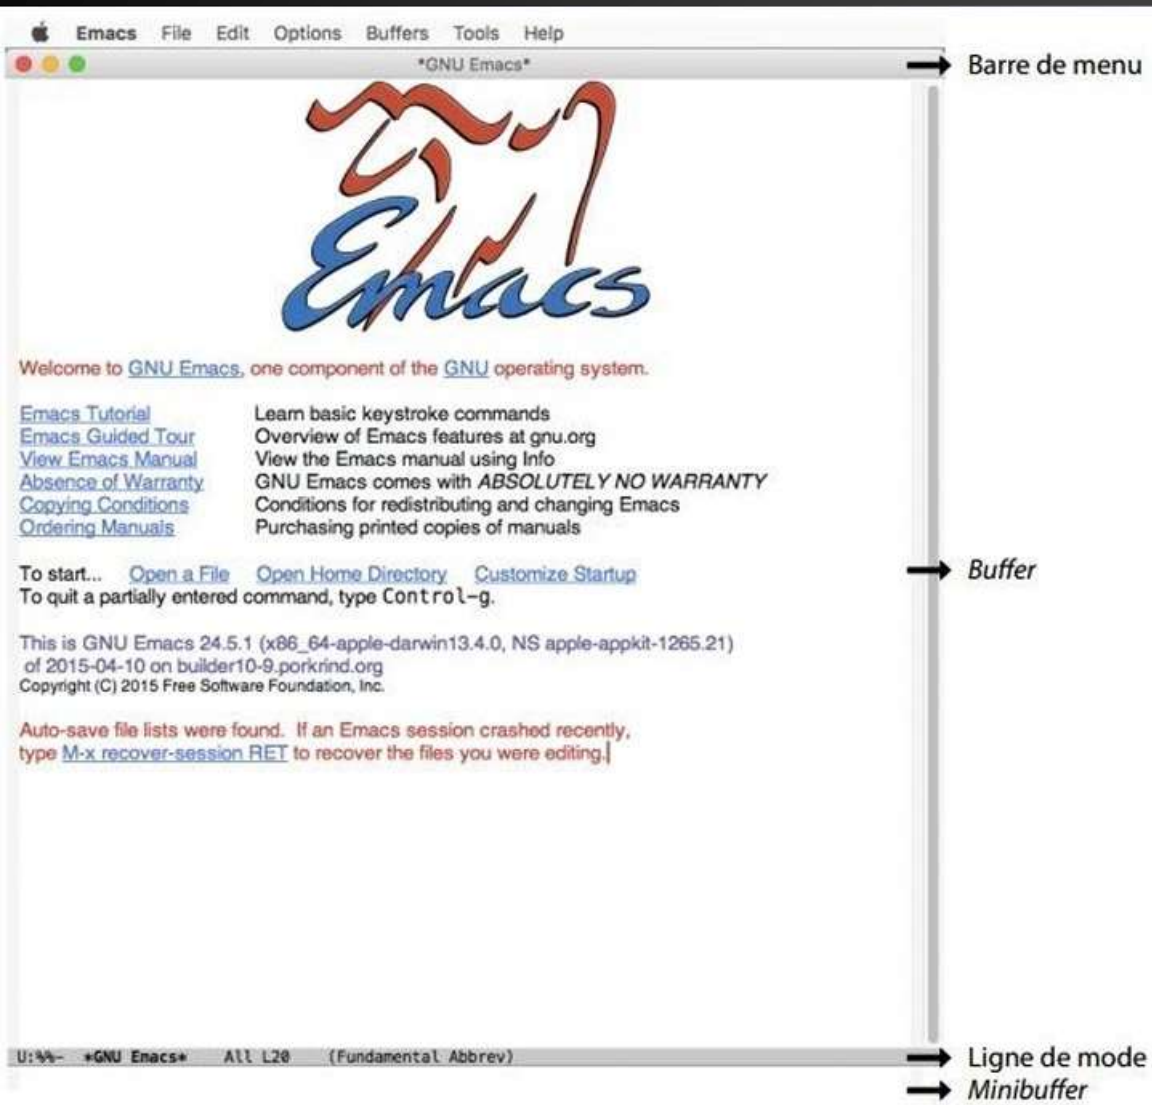 Emacs File Edit Options Buffers Tools Help
*GNU Emacs*
Barre de menu
Emacs
Welcome to GNU Emacs, one component of the GNU operating system.
Emacs Tutorial Learn basic keystroke commands
Emacs Guided Tour Overview of Emacs features at gnu.org
View Emacs Manual View the Emacs manual using Info
Absence of Warranty GNU Emacs comes with ABSOLUTELY NO WARRANTY
Copying Conditions Conditions for redistributing and changing Emacs
Ordering Manuals Purchasing printed copies of manuals
To start... Open a File Open Home Directory Customize Startup
Buffer
To quit a partially entered command, type Control-g.
This is GNU Emacs 24.5.1 (x86_64-apple-darwin13.4.0, NS apple-appkit-1265.21)
of 2015-04-10 on builder10-9.porkrind.org
Copyright (C) 2015 Free Software Foundation, Inc.
Auto-save file lists were found. If an Emacs session crashed recently,
type M-x recover-session RET to recover the files you were editing.
U:%%- *GNU Emacs* All L20 (Fundamental Abbrev)
Ligne de mode
Minibuffer